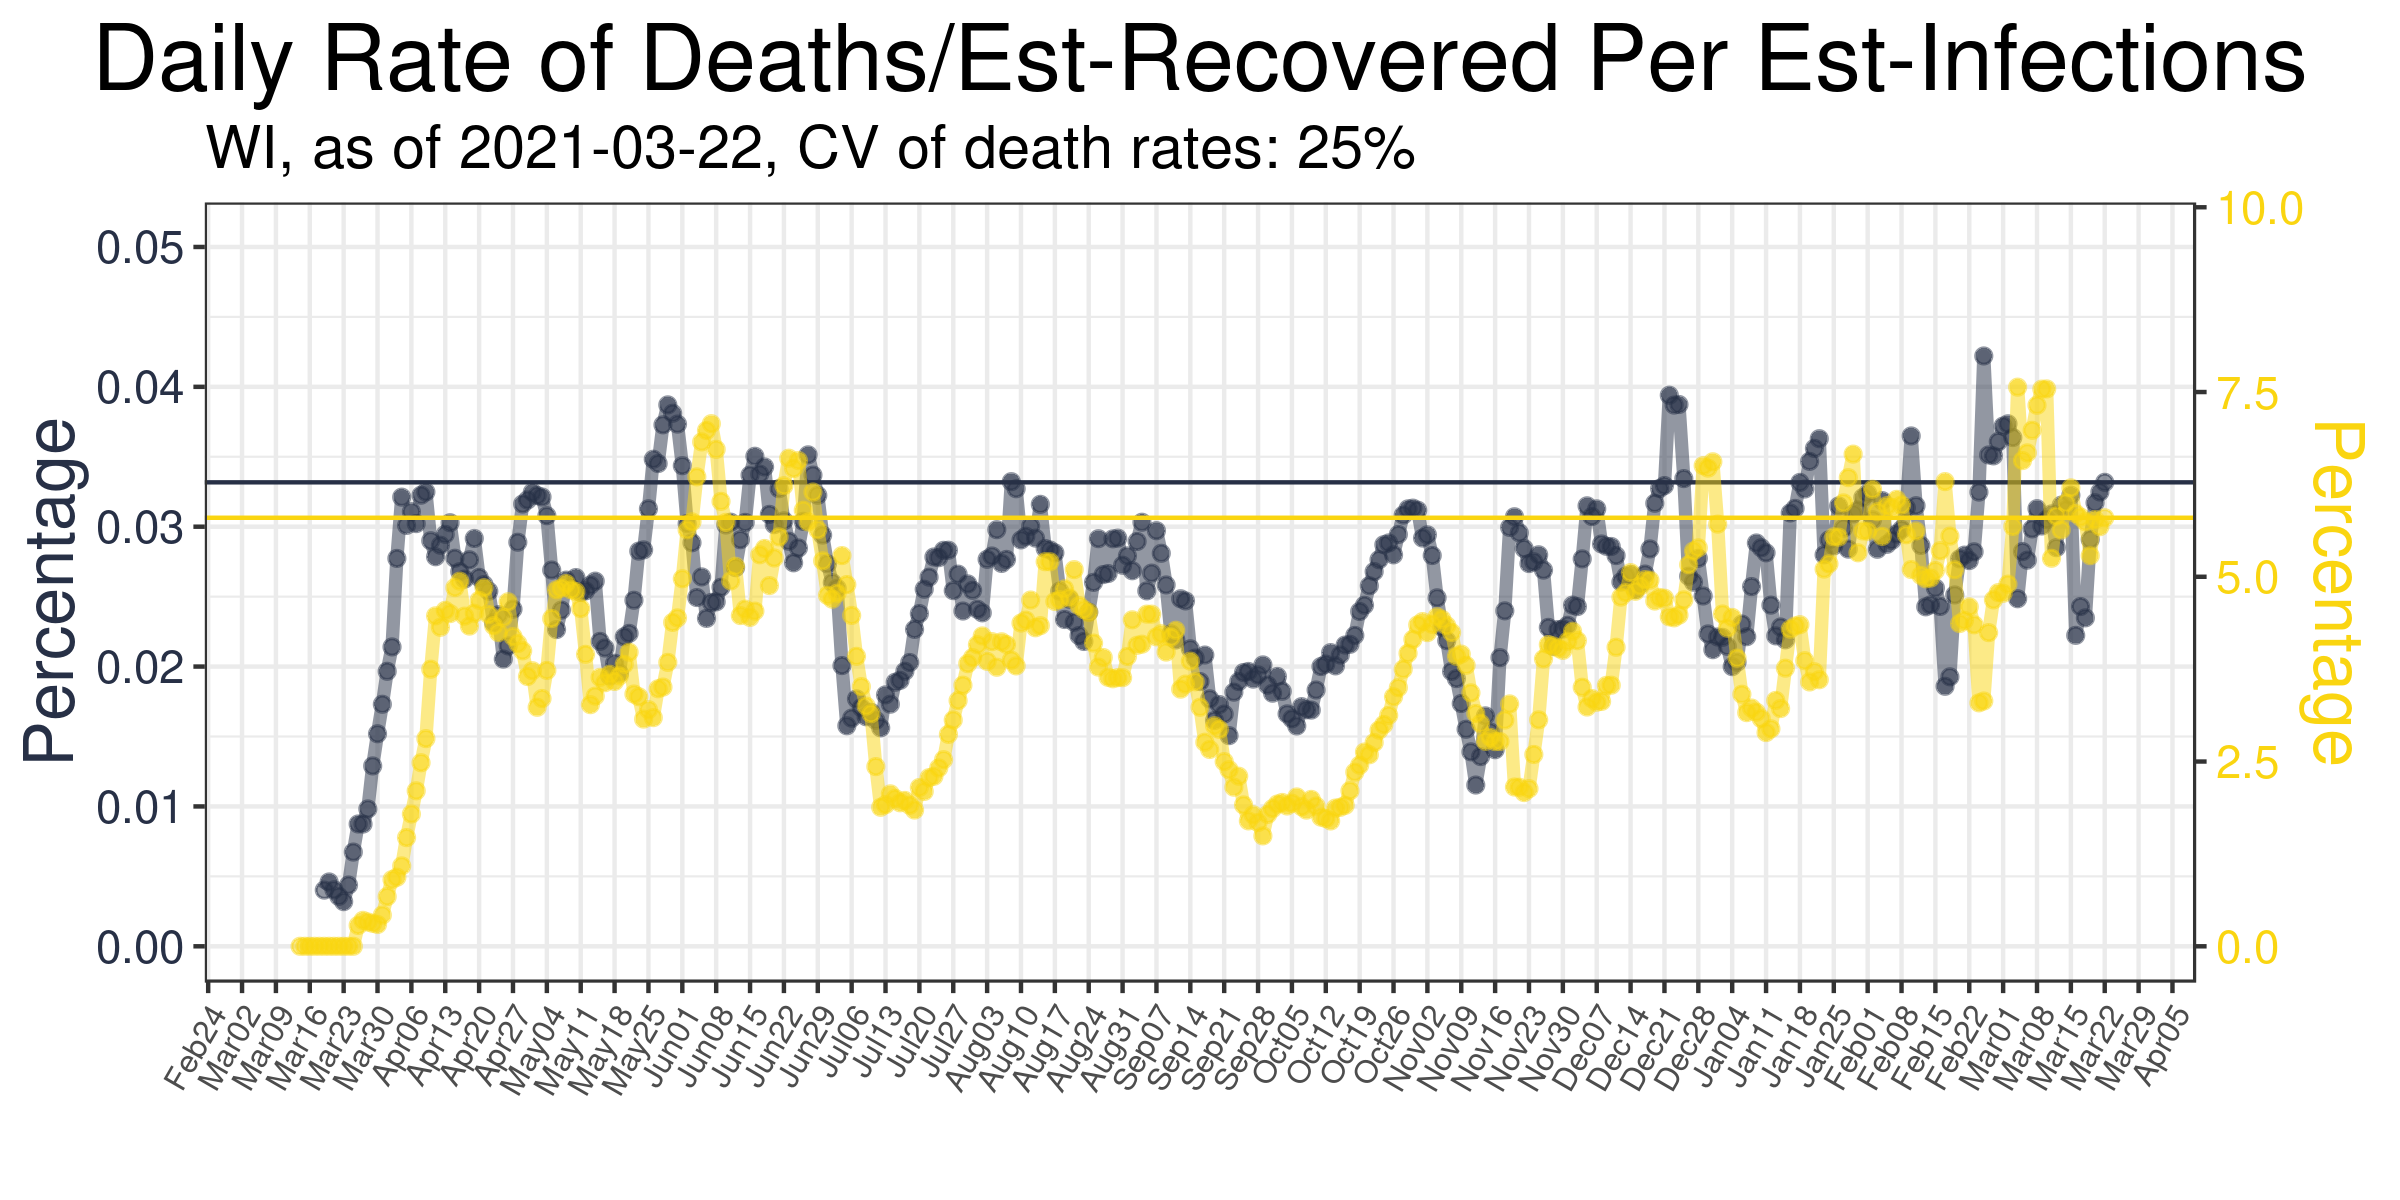 Daily Rate of Deaths/Est-Recovered Per Est-Infections
WI, as of 2021-03-22, CV of death rates: 25%
Percentage
0.05
0.04
0.03
0.02
0.01
0.00
10.0
7.5
5.0
2.5
0.0
Percentage
Feb24
Mar02
Mar09
Mar16
Mar23
Mar30
Apr06
Apr13
Apr20
Apr27
May04
May11
May18
May25
Jun01
Jun08
Jun15
Jun22
Jun29
Jul06
Jul13
Jul20
Jul27
Aug03
Aug10
Aug17
Aug24
Aug31
Sep07
Sep14
Sep21
Sep28
Oct05
Oct12
Oct19
Oct26
Nov02
Nov09
Nov16
Nov23
Nov30
Dec07
Dec14
Dec21
Dec28
Jan04
Jan11
Jan18
Jan25
Feb01
Feb08
Feb15
Feb22
Mar01
Mar08
Mar15
Mar22
Mar29
Apr05